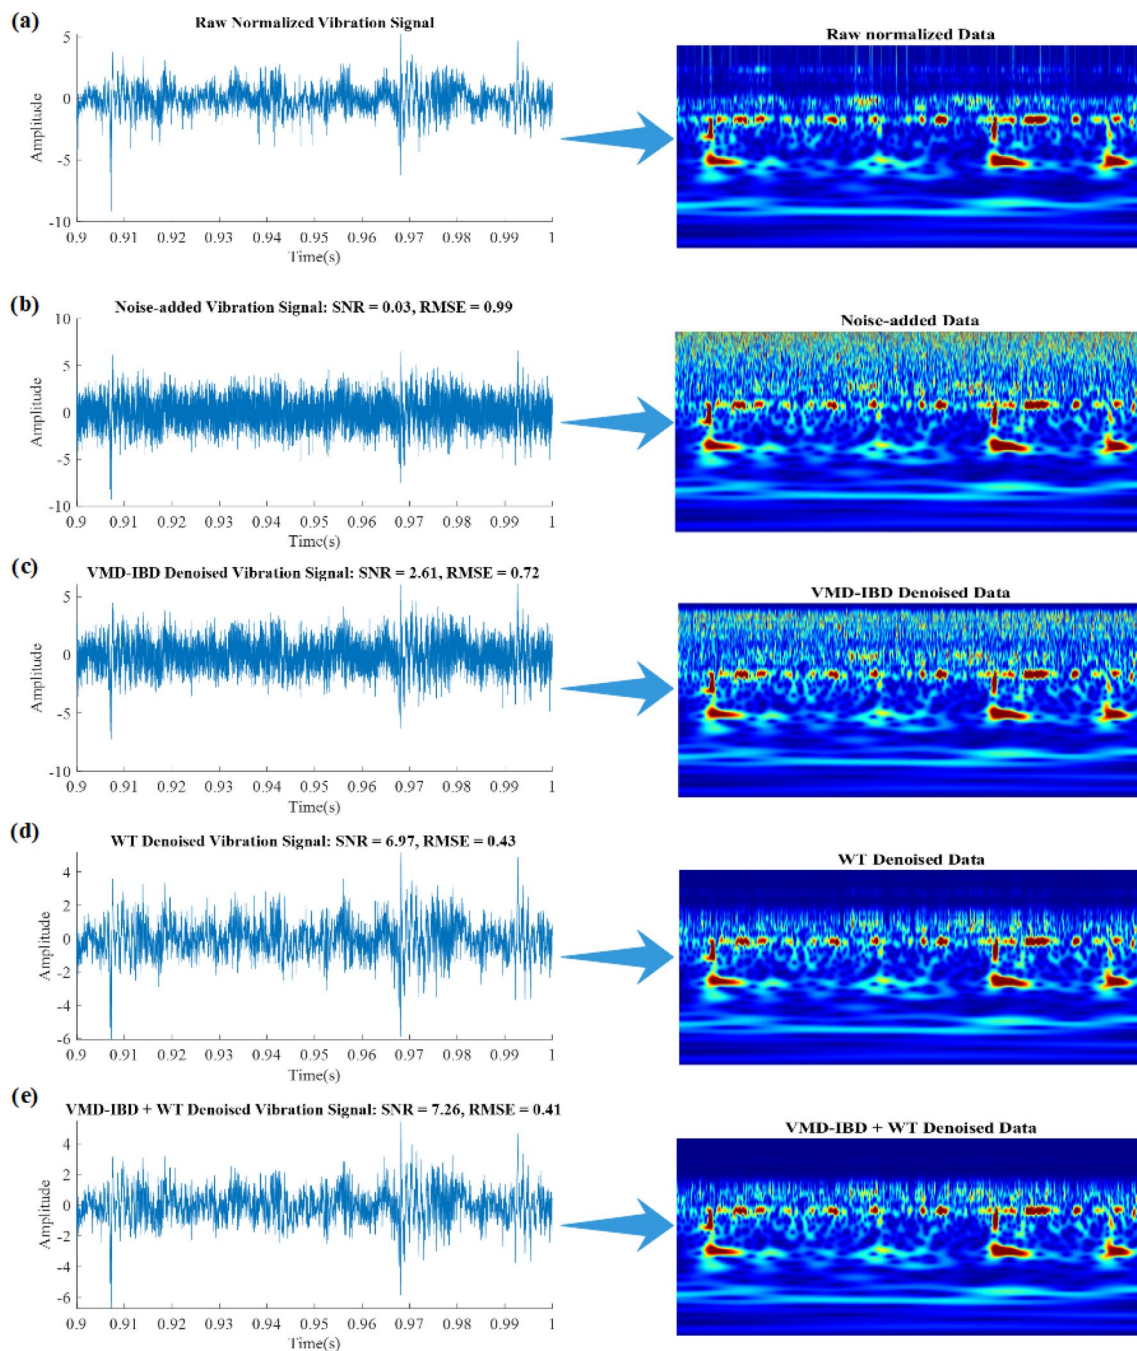 (a)
Raw Normalized Vibration Signal
Raw normalized Data
5
0
-5
-10
Amplitude
0.9 0.91 0.92 0.93 0.94 0.95 0.96 0.97 0.98 0.99 1
Time(s)
(b)
Noise-added Vibration Signal: SNR = 0.03, RMSE = 0.99
Noise-added Data
10
5
0
-5
-10
Amplitude
0.9 0.91 0.92 0.93 0.94 0.95 0.96 0.97 0.98 0.99 1
Time(s)
(c)
VMD-IBD Denoised Vibration Signal: SNR = 2.61, RMSE = 0.72
VMD-IBD Denoised Data
5
0
-5
-10
Amplitude
0.9 0.91 0.92 0.93 0.94 0.95 0.96 0.97 0.98 0.99 1
Time(s)
(d)
WT Denoised Vibration Signal: SNR = 6.97, RMSE = 0.43
WT Denoised Data
4
2
0
-2
-4
-6
Amplitude
0.9 0.91 0.92 0.93 0.94 0.95 0.96 0.97 0.98 0.99 1
Time(s)
(e)
VMD-IBD + WT Denoised Vibration Signal: SNR = 7.26, RMSE = 0.41
VMD-IBD + WT Denoised Data
4
2
0
-2
-4
-6
Amplitude
0.9 0.91 0.92 0.93 0.94 0.95 0.96 0.97 0.98 0.99 1
Time(s)